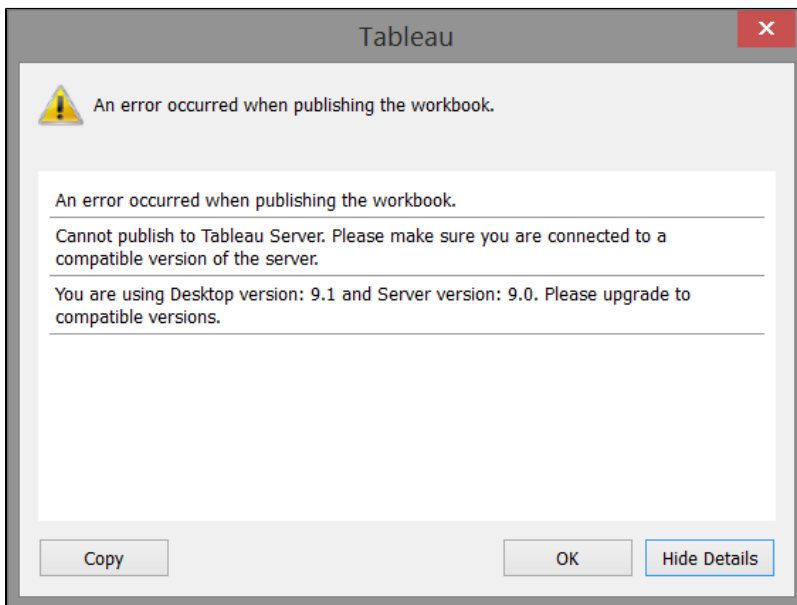 Tableau
An error occurred when publishing the workbook.
An error occurred when publishing the workbook.
Cannot publish to Tableau Server. Please make sure you are connected to a
compatible version of the server.
You are using Desktop version: 9.1 and Server version: 9.0. Please upgrade to
compatible versions.
Copy
OK
Hide Details